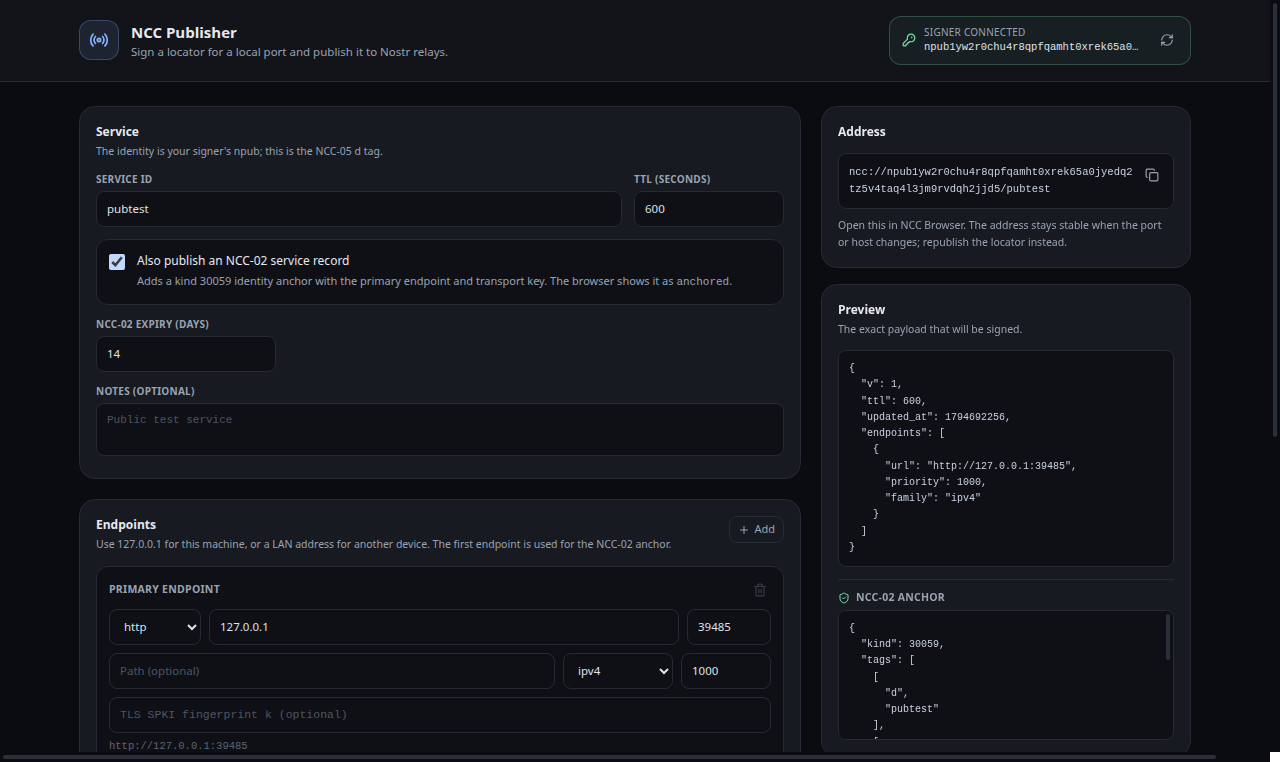 NCC Publisher
Sign a locator for a local port and publish it to Nostr relays.
SIGNER CONNECTED
npub1yw2r0chu4r8qpfqamht0xrek65a0…
Service
The identity is your signer's npub; this is the NCC-05 d tag.
SERVICE ID
TTL (SECONDS)
pubtest
600
Also publish an NCC-02 service record
Adds a kind 30059 identity anchor with the primary endpoint and transport key. The browser shows it as anchored.
NCC-02 EXPIRY (DAYS)
14
NOTES (OPTIONAL)
Public test service
Endpoints
Use 127.0.0.1 for this machine, or a LAN address for another device. The first endpoint is used for the NCC-02 anchor.
Add
PRIMARY ENDPOINT
http
127.0.0.1
39485
Path (optional)
ipv4
1000
TLS SPKI fingerprint k (optional)
http://127.0.0.1:39485
Address
ncc://npub1yw2r0chu4r8qpfqamht0xrek65a0jyedq2
tz5v4taq4l3jm9rvdqh2jjd5/pubtest
Open this in NCC Browser. The address stays stable when the port
or host changes; republish the locator instead.
Preview
The exact payload that will be signed.
{
"v": 1,
"ttl": 600,
"updated_at": 1794692256,
"endpoints": [
{
"url": "http://127.0.0.1:39485",
"priority": 1000,
"family": "ipv4"
}
]
}
NCC-02 ANCHOR
{
"kind": 30059,
"tags": [
[
"d",
"pubtest"
],
[